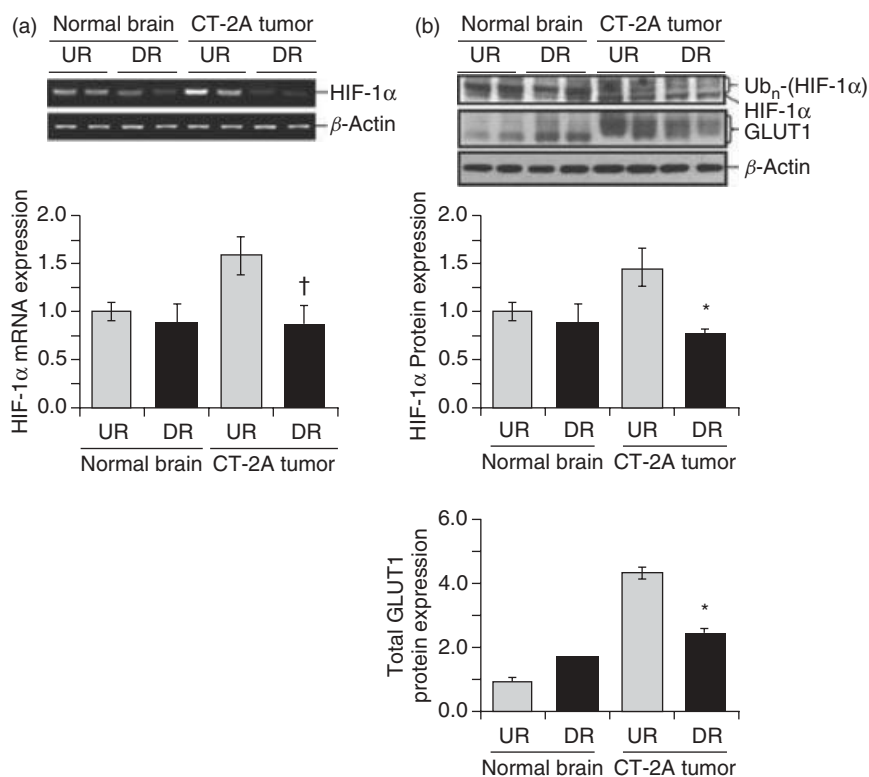 (a)
Normal brain CT-2A tumor
UR DR UR DR
HIF-1α
β-Actin
HIF-1α mRNA expression
2.0
1.5
1.0
0.5
0.0
†
UR DR UR DR
Normal brain CT-2A tumor
(b)
Normal brain CT-2A tumor
UR DR UR DR
Ubn-(HIF-1α)
HIF-1α
GLUT1
β-Actin
HIF-1α Protein expression
2.0
1.5
1.0
0.5
0.0
*
UR DR UR DR
Normal brain CT-2A tumor
Total GLUT1
protein expression
6.0
4.0
2.0
0.0
*
UR DR UR DR
Normal brain CT-2A tumor